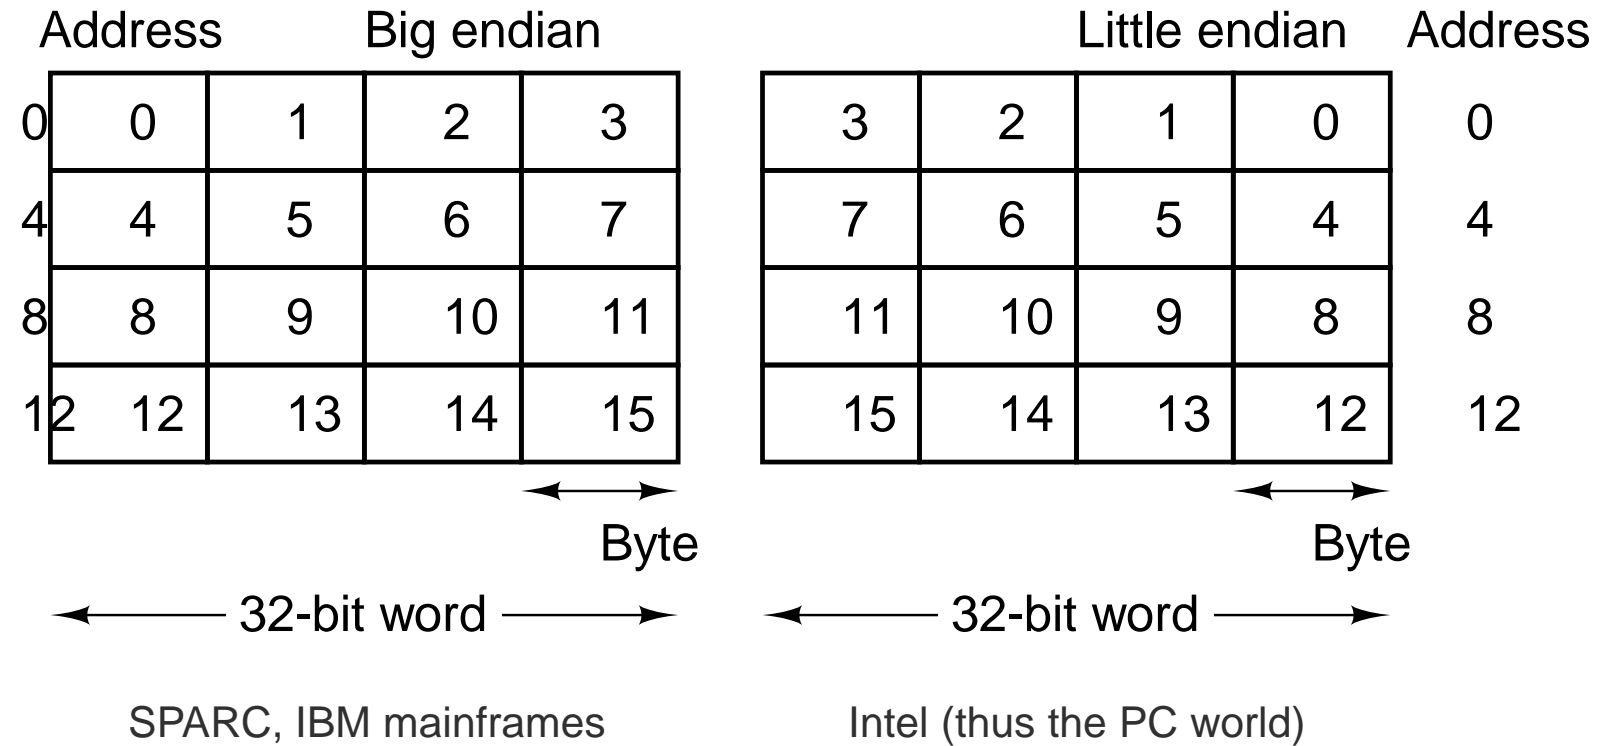 Address Big endian Little endian Address
0 0 1 2 3 3 2 1 0 0
4 4 5 6 7 7 6 5 4 4
8 8 9 10 11 11 10 9 8 8
12 12 13 14 15 15 14 13 12 12
Byte Byte
32-bit word 32-bit word
SPARC, IBM mainframes Intel (thus the PC world)